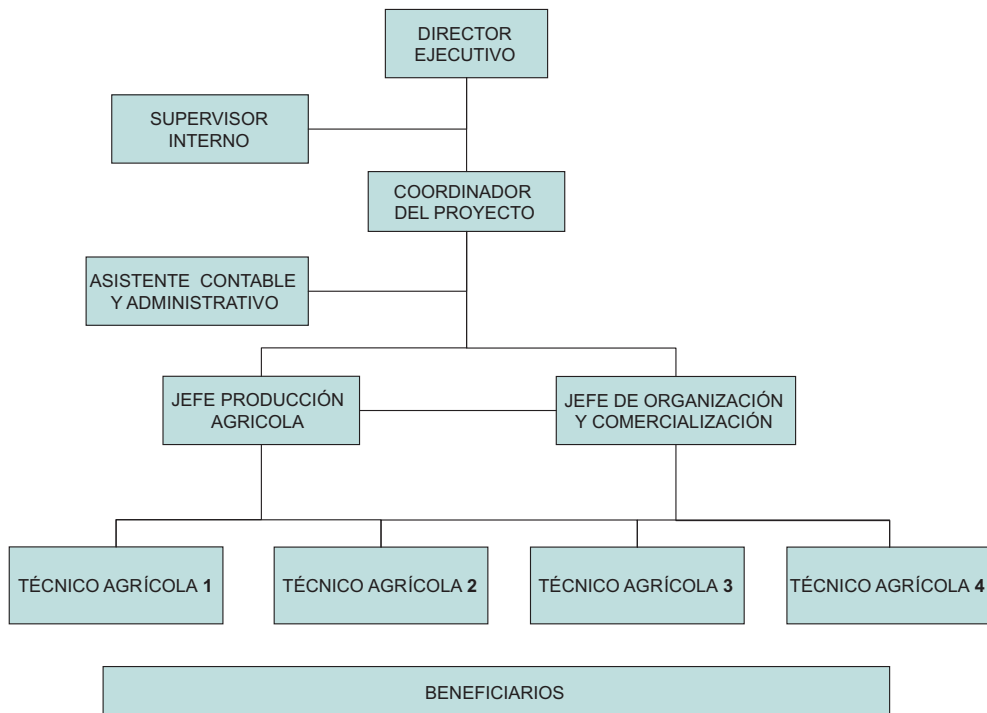 DIRECTOR
EJECUTIVO
SUPERVISOR
INTERNO
COORDINADOR
DEL PROYECTO
ASISTENTE CONTABLE
Y ADMINISTRATIVO
JEFE PRODUCCIÓN
AGRICOLA
JEFE DE ORGANIZACIÓN
Y COMERCIALIZACIÓN
TÉCNICO AGRÍCOLA 1
TÉCNICO AGRÍCOLA 2
TÉCNICO AGRÍCOLA 3
TÉCNICO AGRÍCOLA 4
BENEFICIARIOS